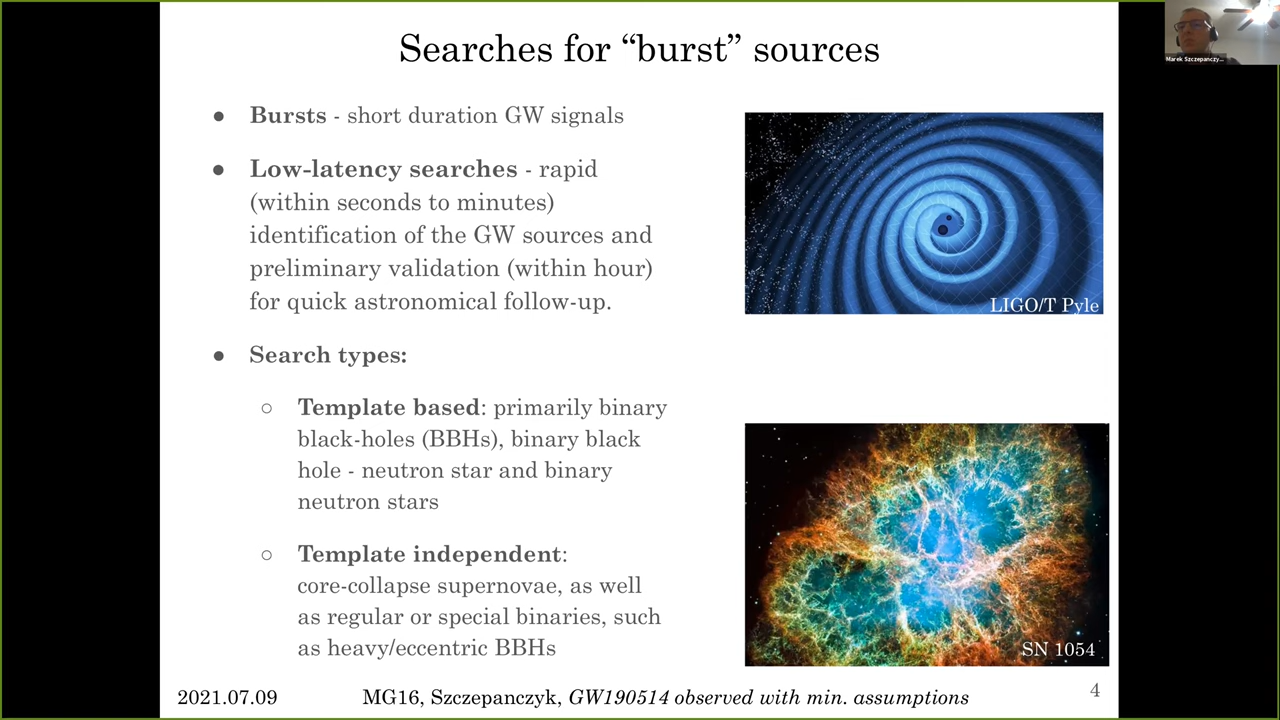 Searches for “burst” sources
● Bursts - short duration GW signals
● Low-latency searches - rapid
(within seconds to minutes)
identification of the GW sources and
preliminary validation (within hour)
for quick astronomical follow-up.
● Search types:
○ Template based: primarily binary
black-holes (BBHs), binary black
hole - neutron star and binary
neutron stars
○ Template independent:
core-collapse supernovae, as well
as regular or special binaries, such
as heavy/eccentric BBHs
LIGO/T Pyle
SN 1054
2021.07.09
MG16, Szczepanczyk, GW190514 observed with min. assumptions
4
Marek Szczepanczy...